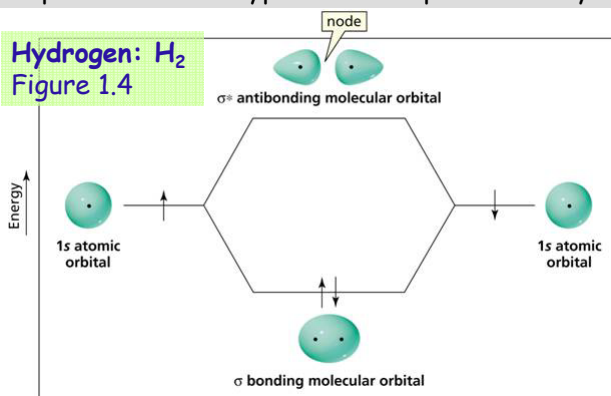 node
Hydrogen: H₂
Figure 1.4
σ* antibonding molecular orbital
Energy
1s atomic
orbital
1s atomic
orbital
σ bonding molecular orbital